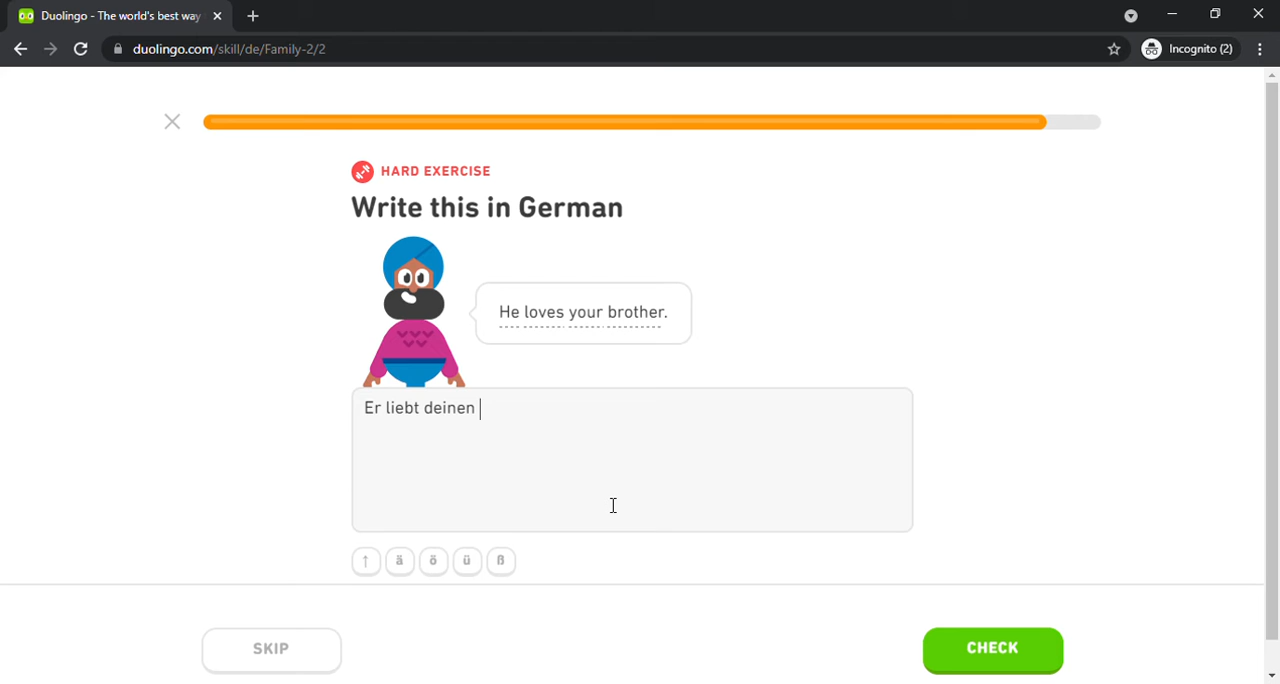 Duolingo - The world's best way
duolingo.com/skill/de/Family-2/2
Incognito (2)
HARD EXERCISE
Write this in German
He loves your brother.
Er liebt deinen
↑ ä ö ü ß
SKIP
CHECK